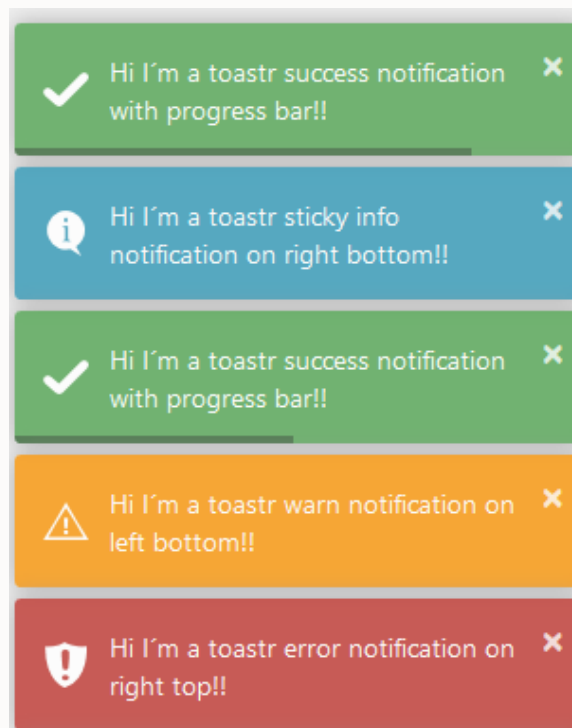 Hi I´m a toastr success notification
with progress bar!!
Hi I´m a toastr sticky info
notification on right bottom!!
Hi I´m a toastr success notification
with progress bar!!
Hi I´m a toastr warn notification on
left bottom!!
Hi I´m a toastr error notification on
right top!!